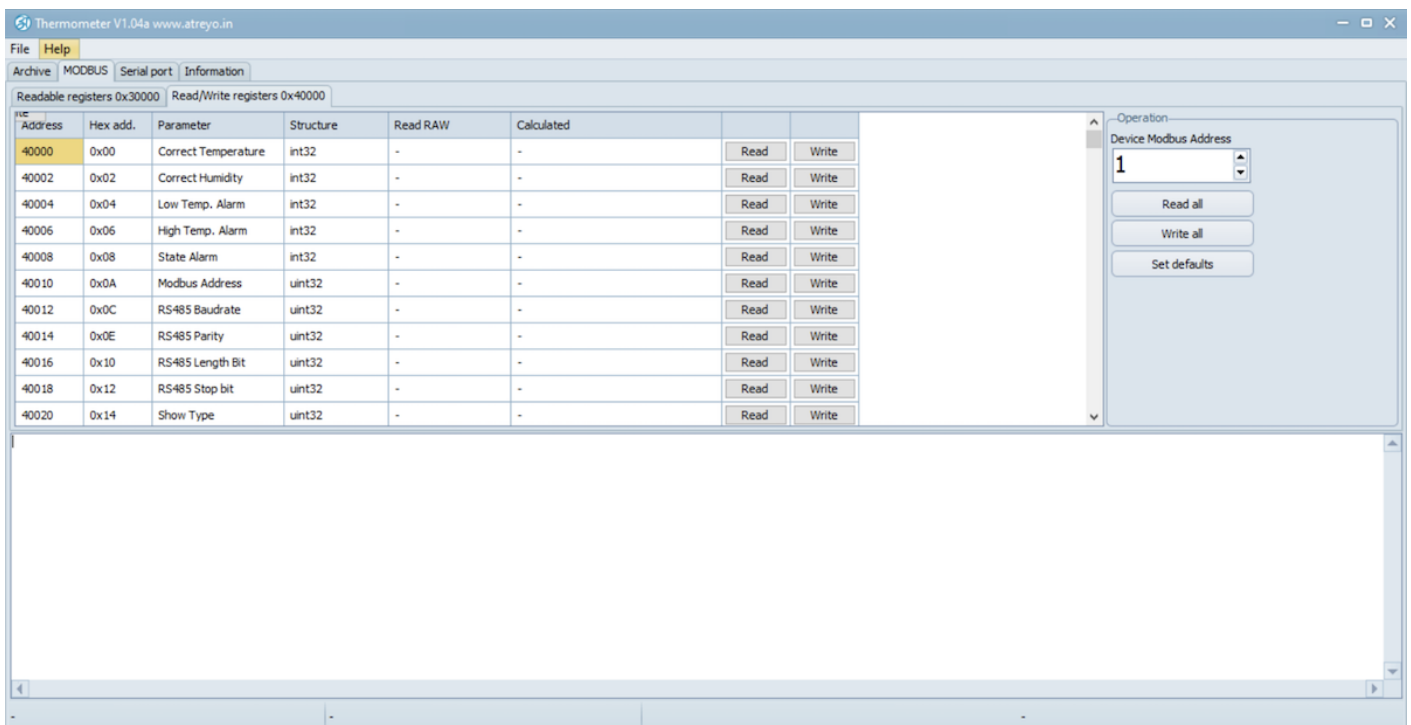 Thermometer V1.04a www.atreyo.in
File Help
Archive MODBUS Serial port Information
Readable registers 0x30000 Read/Write registers 0x40000
Address Hex add. Parameter Structure Read RAW Calculated
40000 0x00 Correct Temperature int32 - - Read Write
40002 0x02 Correct Humidity int32 - - Read Write
40004 0x04 Low Temp. Alarm int32 - - Read Write
40006 0x06 High Temp. Alarm int32 - - Read Write
40008 0x08 State Alarm int32 - - Read Write
40010 0x0A Modbus Address uint32 - - Read Write
40012 0x0C RS485 Baudrate uint32 - - Read Write
40014 0x0E RS485 Parity uint32 - - Read Write
40016 0x10 RS485 Length Bit uint32 - - Read Write
40018 0x12 RS485 Stop bit uint32 - - Read Write
40020 0x14 Show Type uint32 - - Read Write
Operation
Device Modbus Address
1
Read all
Write all
Set defaults
- - -